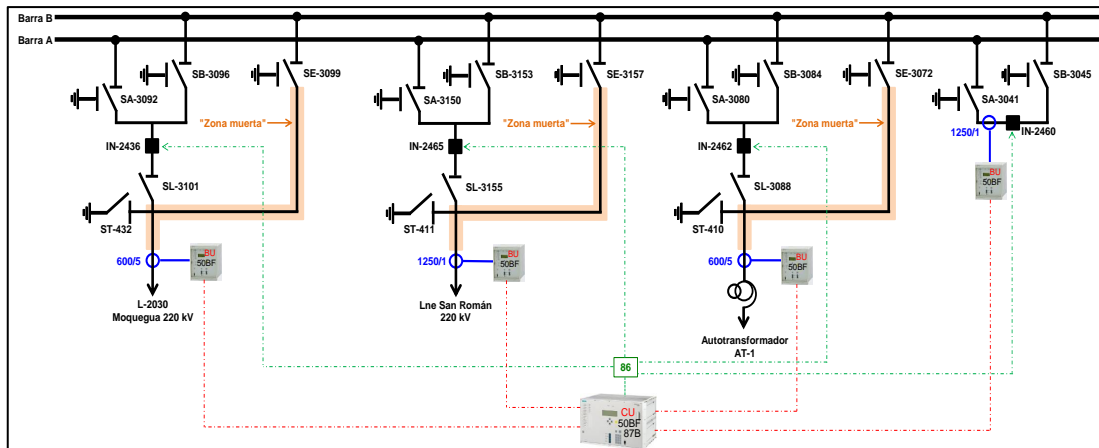 Barra B
Barra A
SB-3096
SE-3099
SA-3092
"Zona muerta"
IN-2436
SL-3101
ST-432
600/5
BU
50BF
L-2030
Moquegua 220 kV
SB-3153
SE-3157
SA-3150
"Zona muerta"
IN-2465
SL-3155
ST-411
1250/1
BU
50BF
Lne San Román
220 kV
SB-3084
SE-3072
SA-3080
"Zona muerta"
IN-2462
SL-3088
ST-410
600/5
BU
50BF
Autotransformador
AT-1
SB-3045
SA-3041
1250/1
IN-2460
BU
50BF
86
CU
50BF
87B